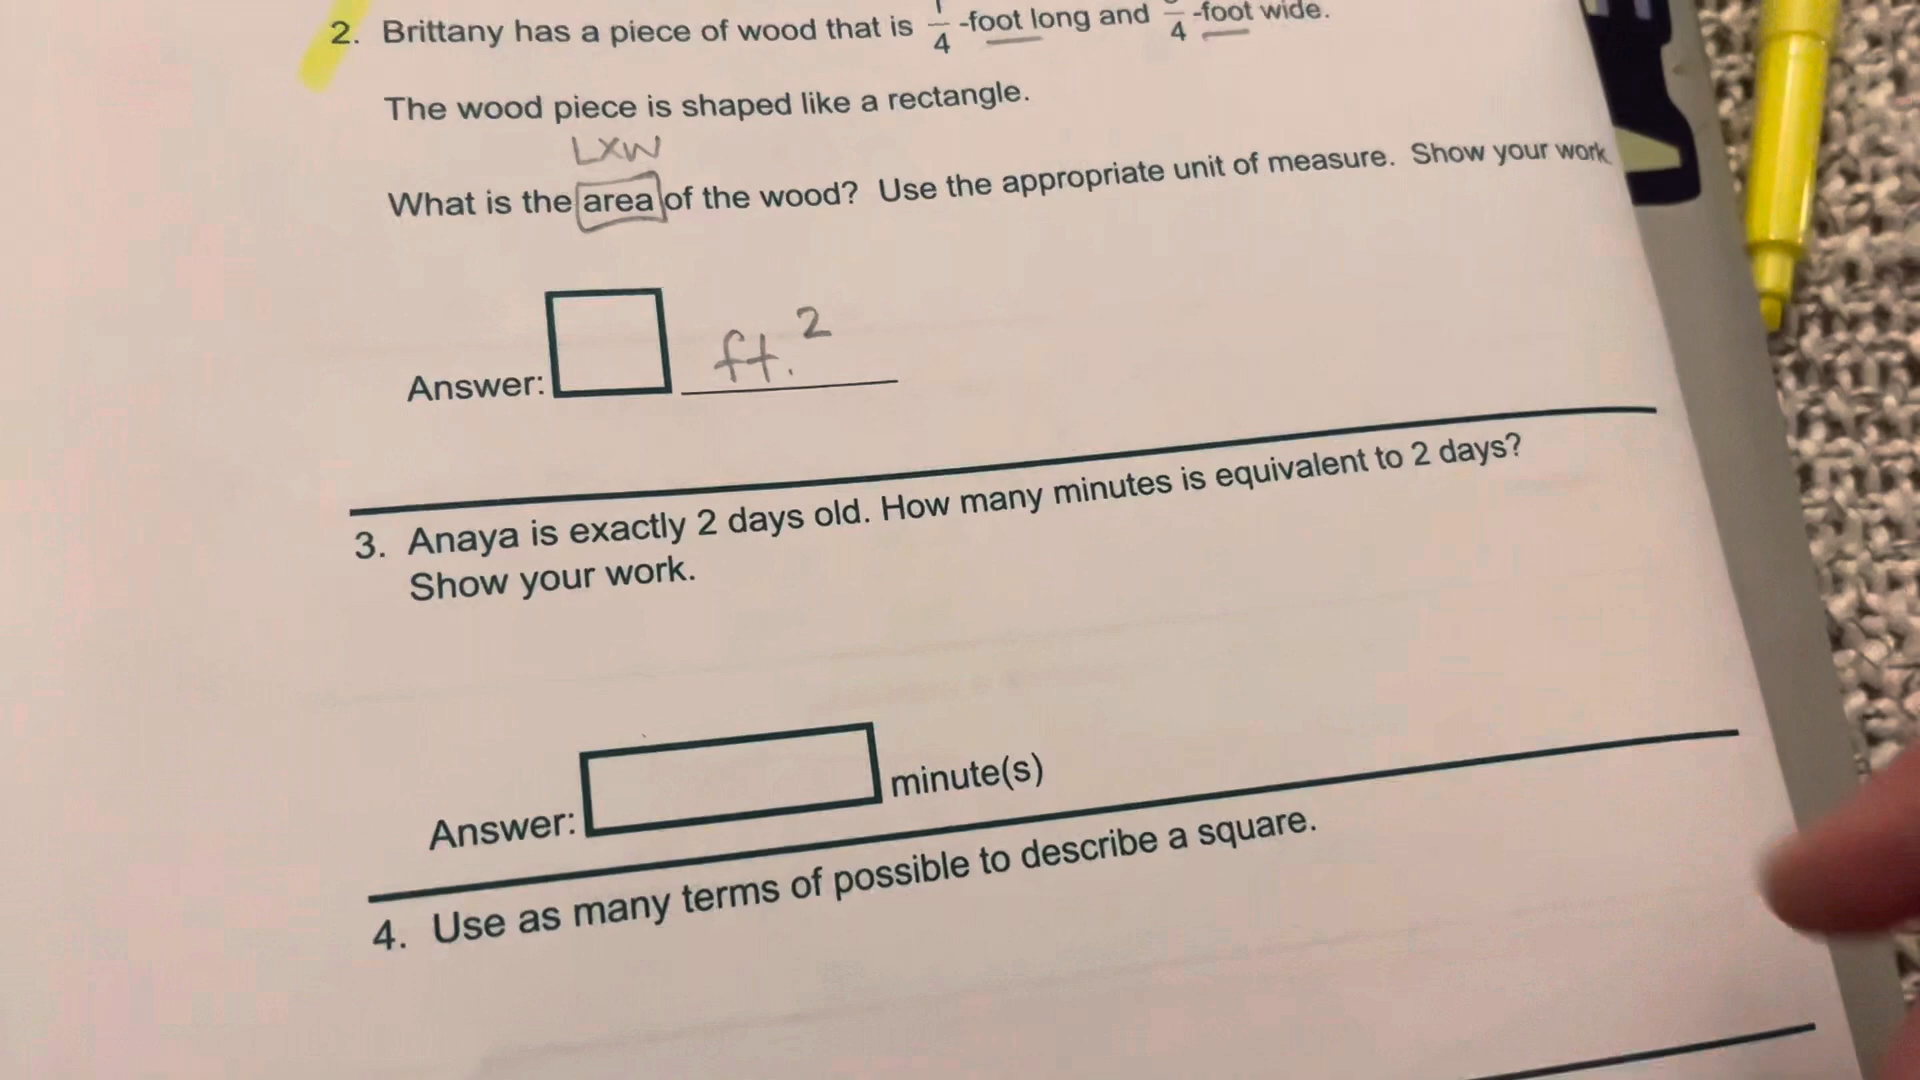 2. Brittany has a piece of wood that is 1/4 -foot long and /4 -foot wide.
The wood piece is shaped like a rectangle.
LXW
What is the area of the wood? Use the appropriate unit of measure. Show your work
Answer: ft.²
3. Anaya is exactly 2 days old. How many minutes is equivalent to 2 days?
Show your work.
Answer: minute(s)
4. Use as many terms of possible to describe a square.